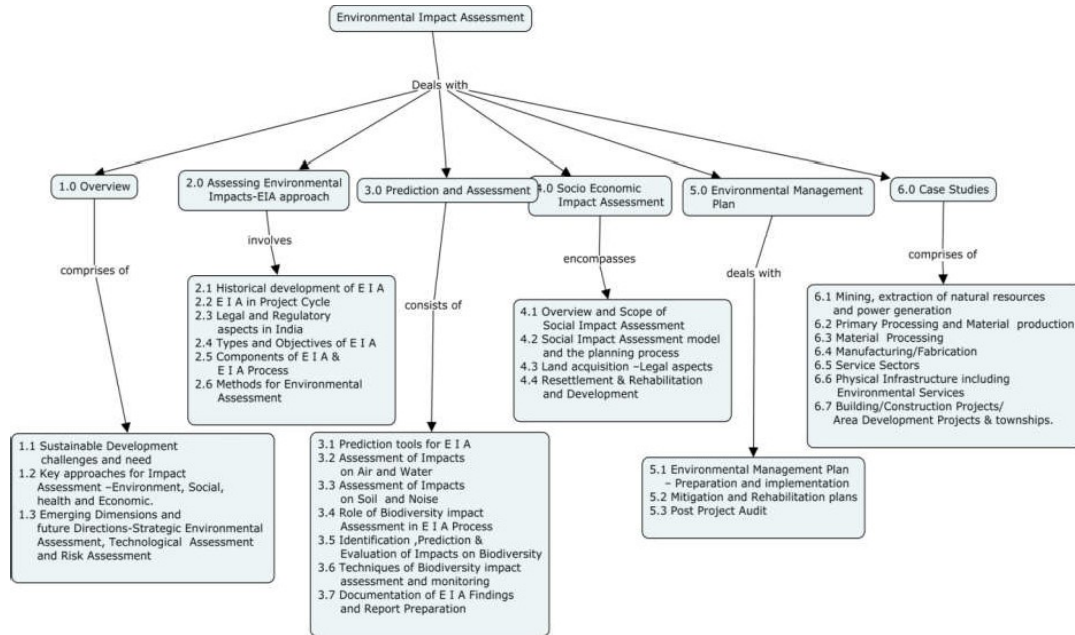 Environmental Impact Assessment
Deals with
1.0 Overview
2.0 Assessing Environmental
Impacts-EIA approach
3.0 Prediction and Assessment
4.0 Socio Economic
Impact Assessment
5.0 Environmental Management
Plan
6.0 Case Studies
comprises of
involves
consists of
encompasses
deals with
comprises of
1.1 Sustainable Development
challenges and need
1.2 Key approaches for Impact
Assessment –Environment, Social,
health and Economic.
1.3 Emerging Dimensions and
future Directions-Strategic Environmental
Assessment, Technological Assessment
and Risk Assessment
2.1 Historical development of E I A
2.2 E I A in Project Cycle
2.3 Legal and Regulatory
aspects in India
2.4 Types and Objectives of E I A
2.5 Components of E I A &
E I A Process
2.6 Methods for Environmental
Assessment
3.1 Prediction tools for E I A
3.2 Assessment of Impacts
on Air and Water
3.3 Assessment of Impacts
on Soil and Noise
3.4 Role of Biodiversity impact
Assessment in E I A Process
3.5 Identification ,Prediction &
Evaluation of Impacts on Biodiversity
3.6 Techniques of Biodiversity impact
assessment and monitoring
3.7 Documentation of E I A Findings
and Report Preparation
4.1 Overview and Scope of
Social Impact Assessment
4.2 Social Impact Assessment model
and the planning process
4.3 Land acquisition –Legal aspects
4.4 Resettlement & Rehabilitation
and Development
5.1 Environmental Management Plan
– Preparation and implementation
5.2 Mitigation and Rehabilitation plans
5.3 Post Project Audit
6.1 Mining, extraction of natural resources
and power generation
6.2 Primary Processing and Material production
6.3 Material Processing
6.4 Manufacturing/Fabrication
6.5 Service Sectors
6.6 Physical Infrastructure including
Environmental Services
6.7 Building/Construction Projects/
Area Development Projects & townships.